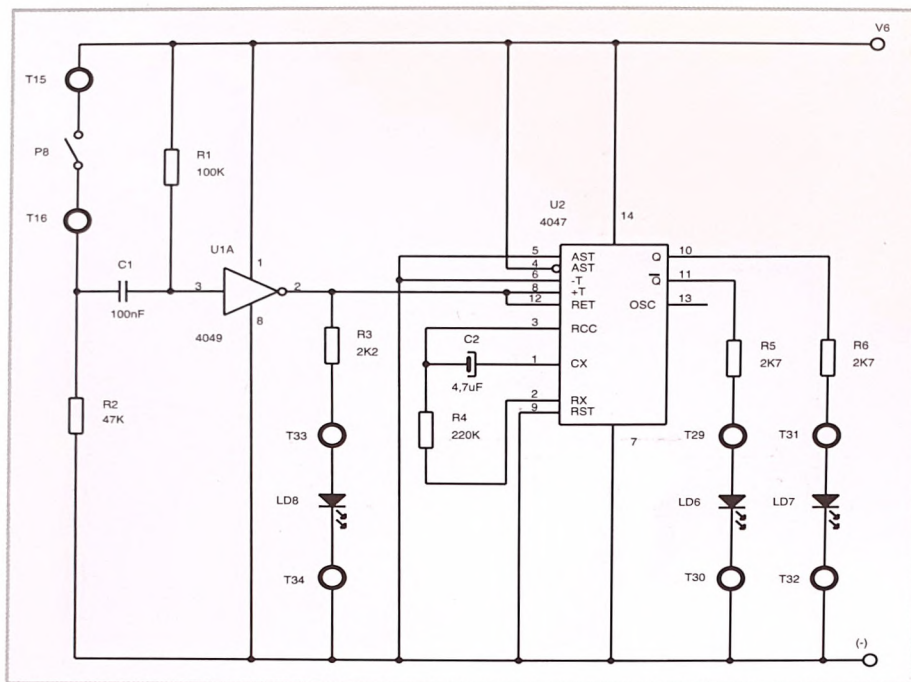 V6
T15
P8
R1
100K
T16
U2
4047
14
U1A
C1
1
3
2
100nF
4049
8
5
AST
Q
10
4
AST
6
-T
Q
11
8
+T
12
RET
OSC
13
3
RCC
R3
2K2
C2
1
CX
4,7uF
R5
2K7
R6
2K7
R2
47K
R4
220K
2
RX
9
RST
7
T33
T29
T31
LD8
LD6
LD7
T34
T30
T32
(-)